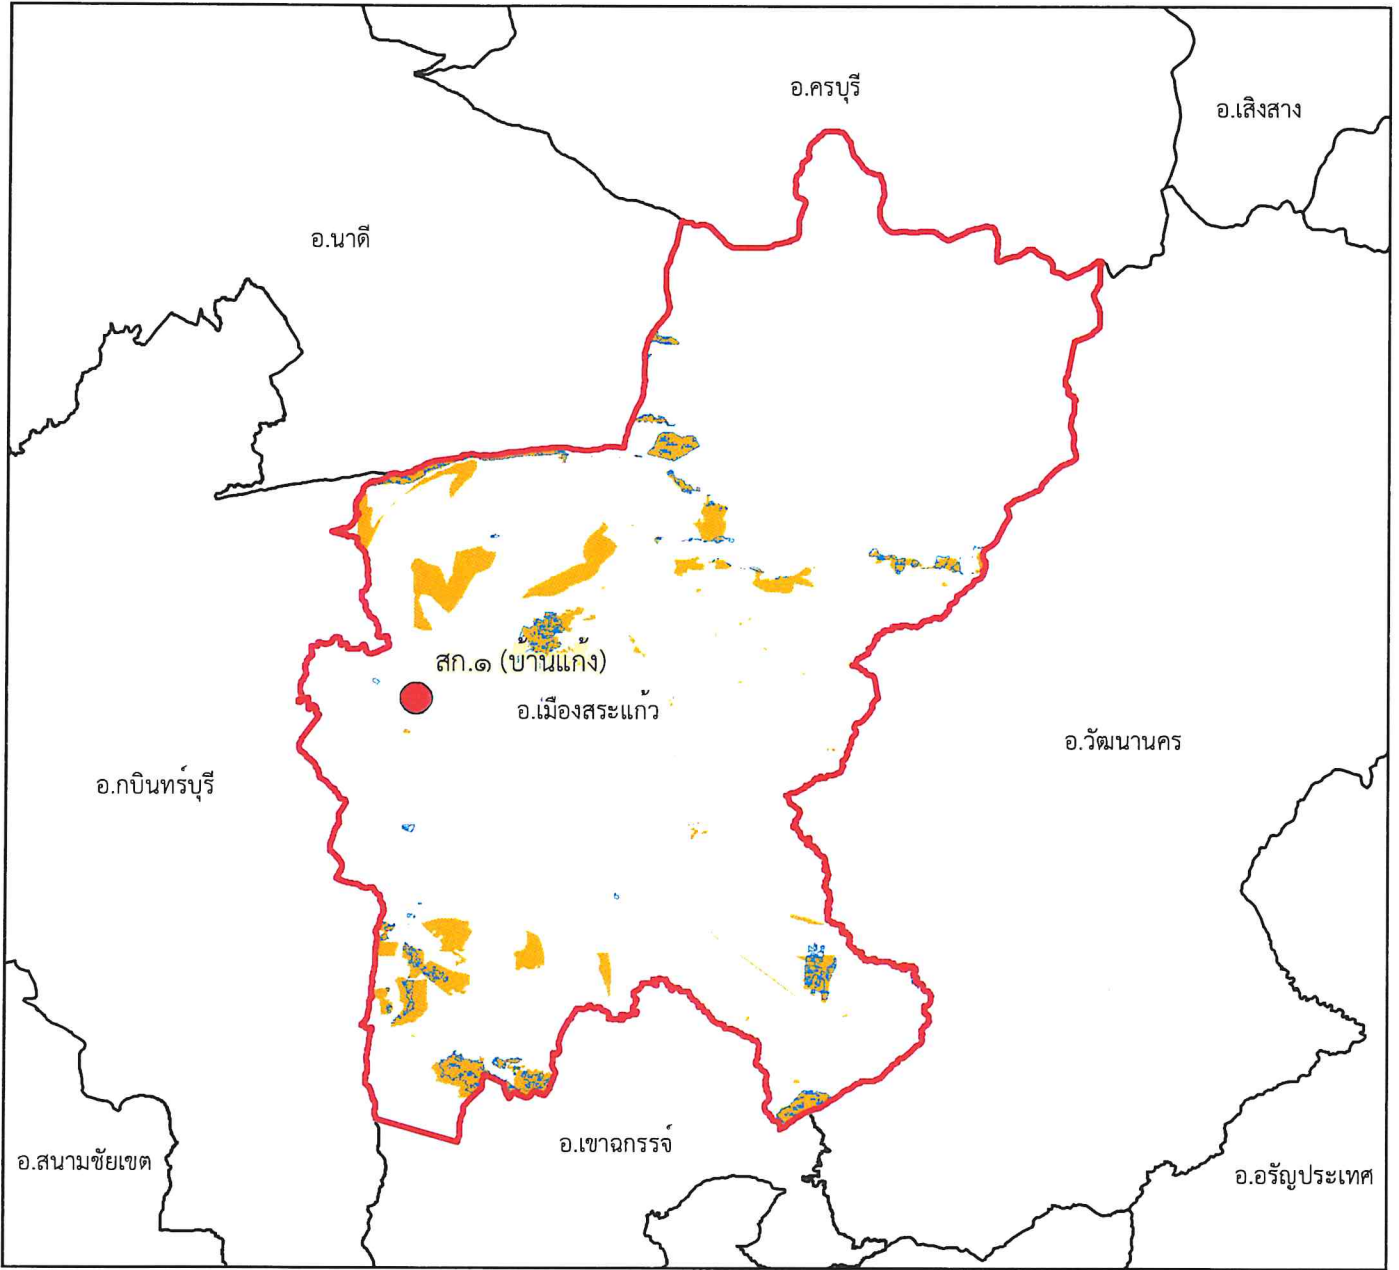 อ.ครบุรี
อ.เสิงสาง
อ.นาดี
สก.๑ (บ้านแก้ง)
อ.เมืองสระแก้ว
อ.วัฒนานคร
อ.กบินทร์บุรี
อ.เขาฉกรรจ์
อ.สนามชัยเขต
อ.อรัญประเทศ